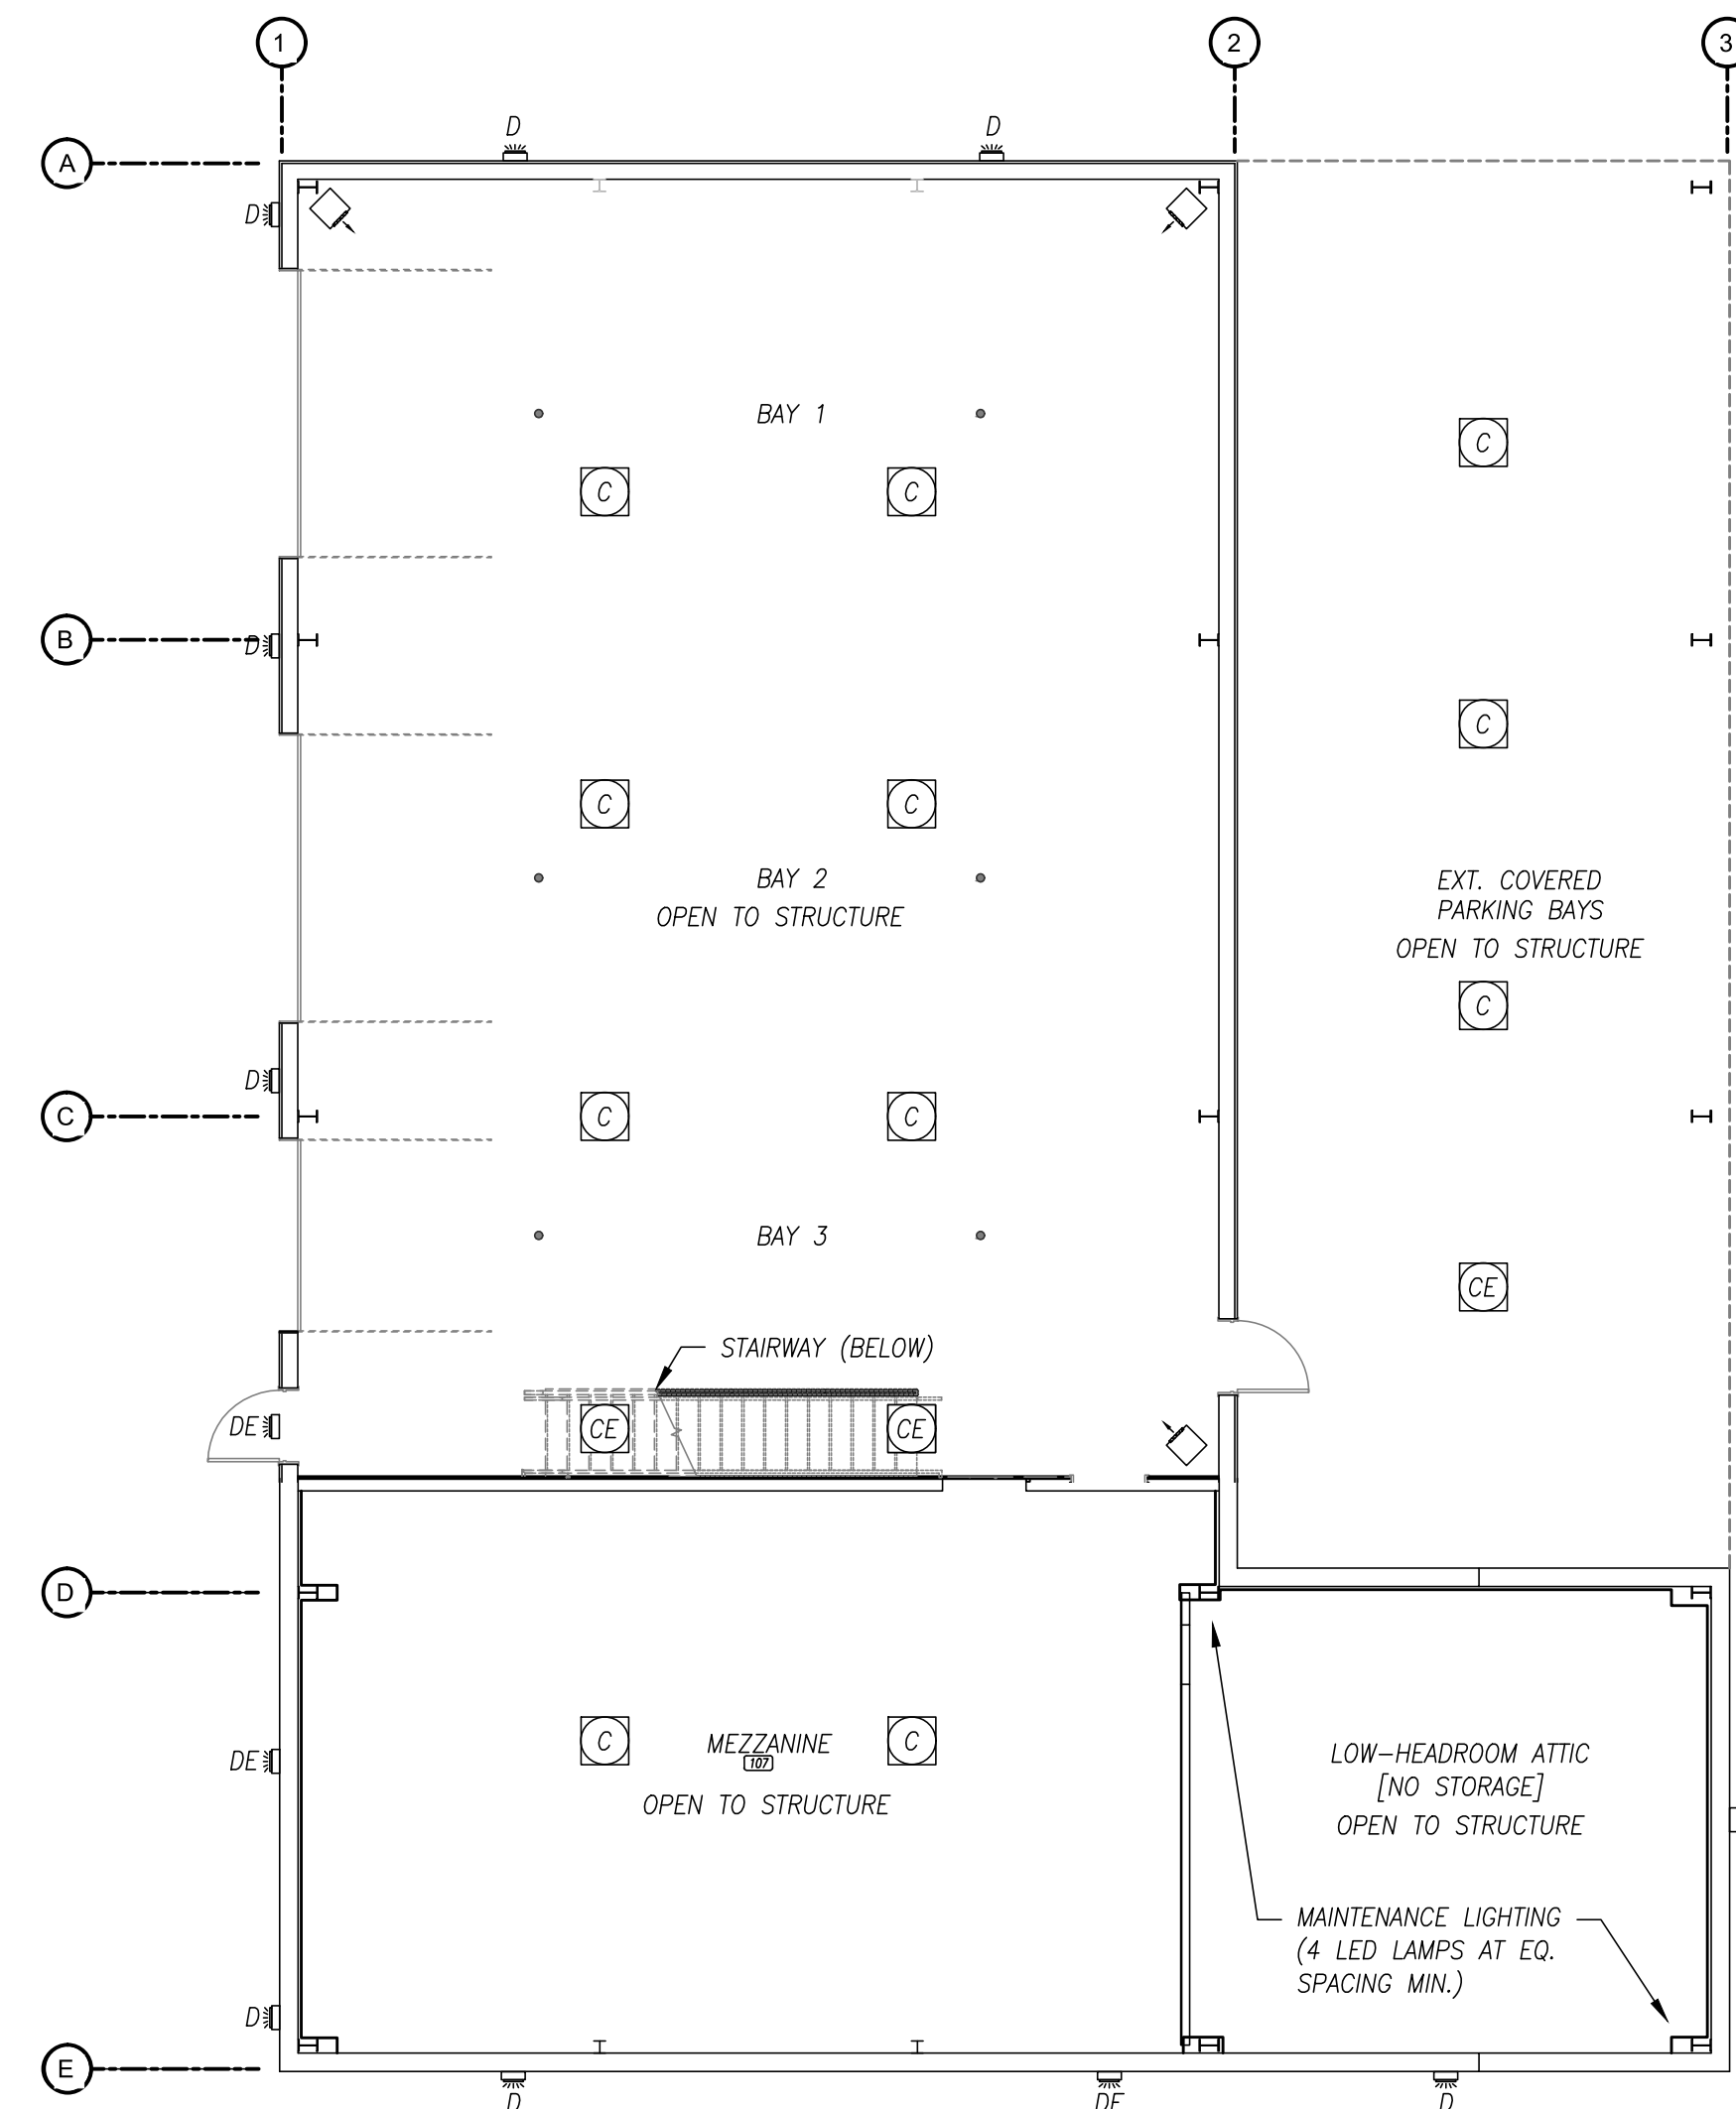 1
2
3
D
D
A
D
BAY 1
C
C
C
B
D
C
C
C
BAY 2
OPEN TO STRUCTURE
EXT. COVERED
PARKING BAYS
OPEN TO STRUCTURE
C
D
C
C
C
BAY 3
CE
STAIRWAY (BELOW)
DE
CE
CE
D
C
C
MEZZANINE
107
OPEN TO STRUCTURE
DE
LOW-HEADROOM ATTIC
[NO STORAGE]
OPEN TO STRUCTURE
MAINTENANCE LIGHTING
(4 LED LAMPS AT EQ.
SPACING MIN.)
D
E
D
DE
D